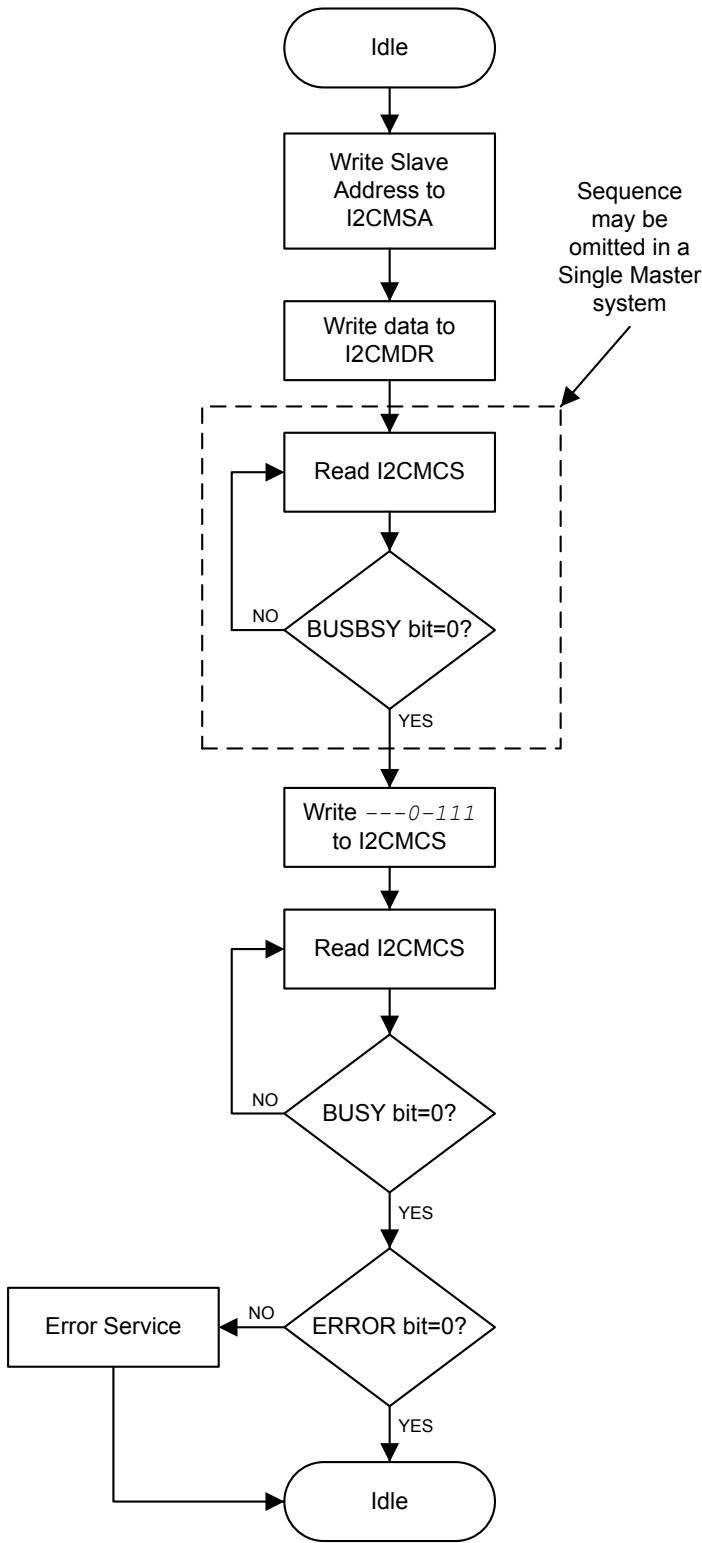 Idle
Write Slave
Address to
I2CMSA
Sequence
may be
omitted in a
Single Master
system
Write data to
I2CMDR
Read I2CMCS
NO
BUSBSY bit=0?
YES
Write ---0-111
to I2CMCS
Read I2CMCS
NO
BUSY bit=0?
YES
Error Service
NO
ERROR bit=0?
YES
Idle